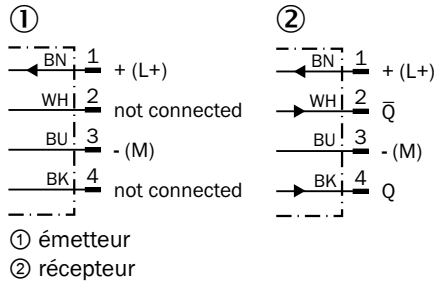 ① ②
BN 1 + (L+)
WH 2 not connected
BU 3 - (M)
BK 4 not connected
BN 1 + (L+)
WH 2 Q̅
BU 3 - (M)
BK 4 Q
① émetteur
② récepteur